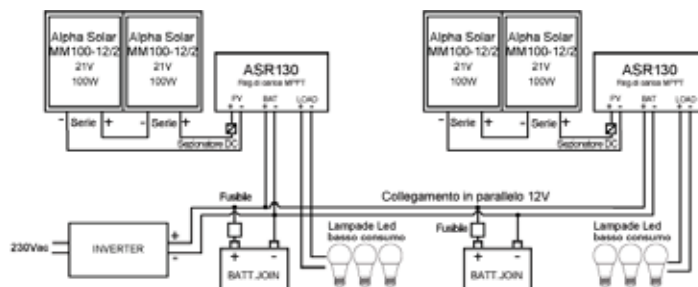 Alpha Solar
MM100-12/2
21V
100W
Alpha Solar
MM100-12/2
21V
100W
ASR130
Reg.di carica MPPT
PV BAT LOAD
- Serie + - Serie +
Sezionatore DC
Alpha Solar
MM100-12/2
21V
100W
Alpha Solar
MM100-12/2
21V
100W
ASR130
Reg.di carica MPPT
PV BAT LOAD
- Serie + - Serie +
Sezionatore DC
Fusibile
Collegamento in parallelo 12V
230Vac
INVERTER
+
-
+ -
BATT.JOIN
Lampade Led
basso consumo
Fusibile
+ -
BATT.JOIN
Lampade Led
basso consumo